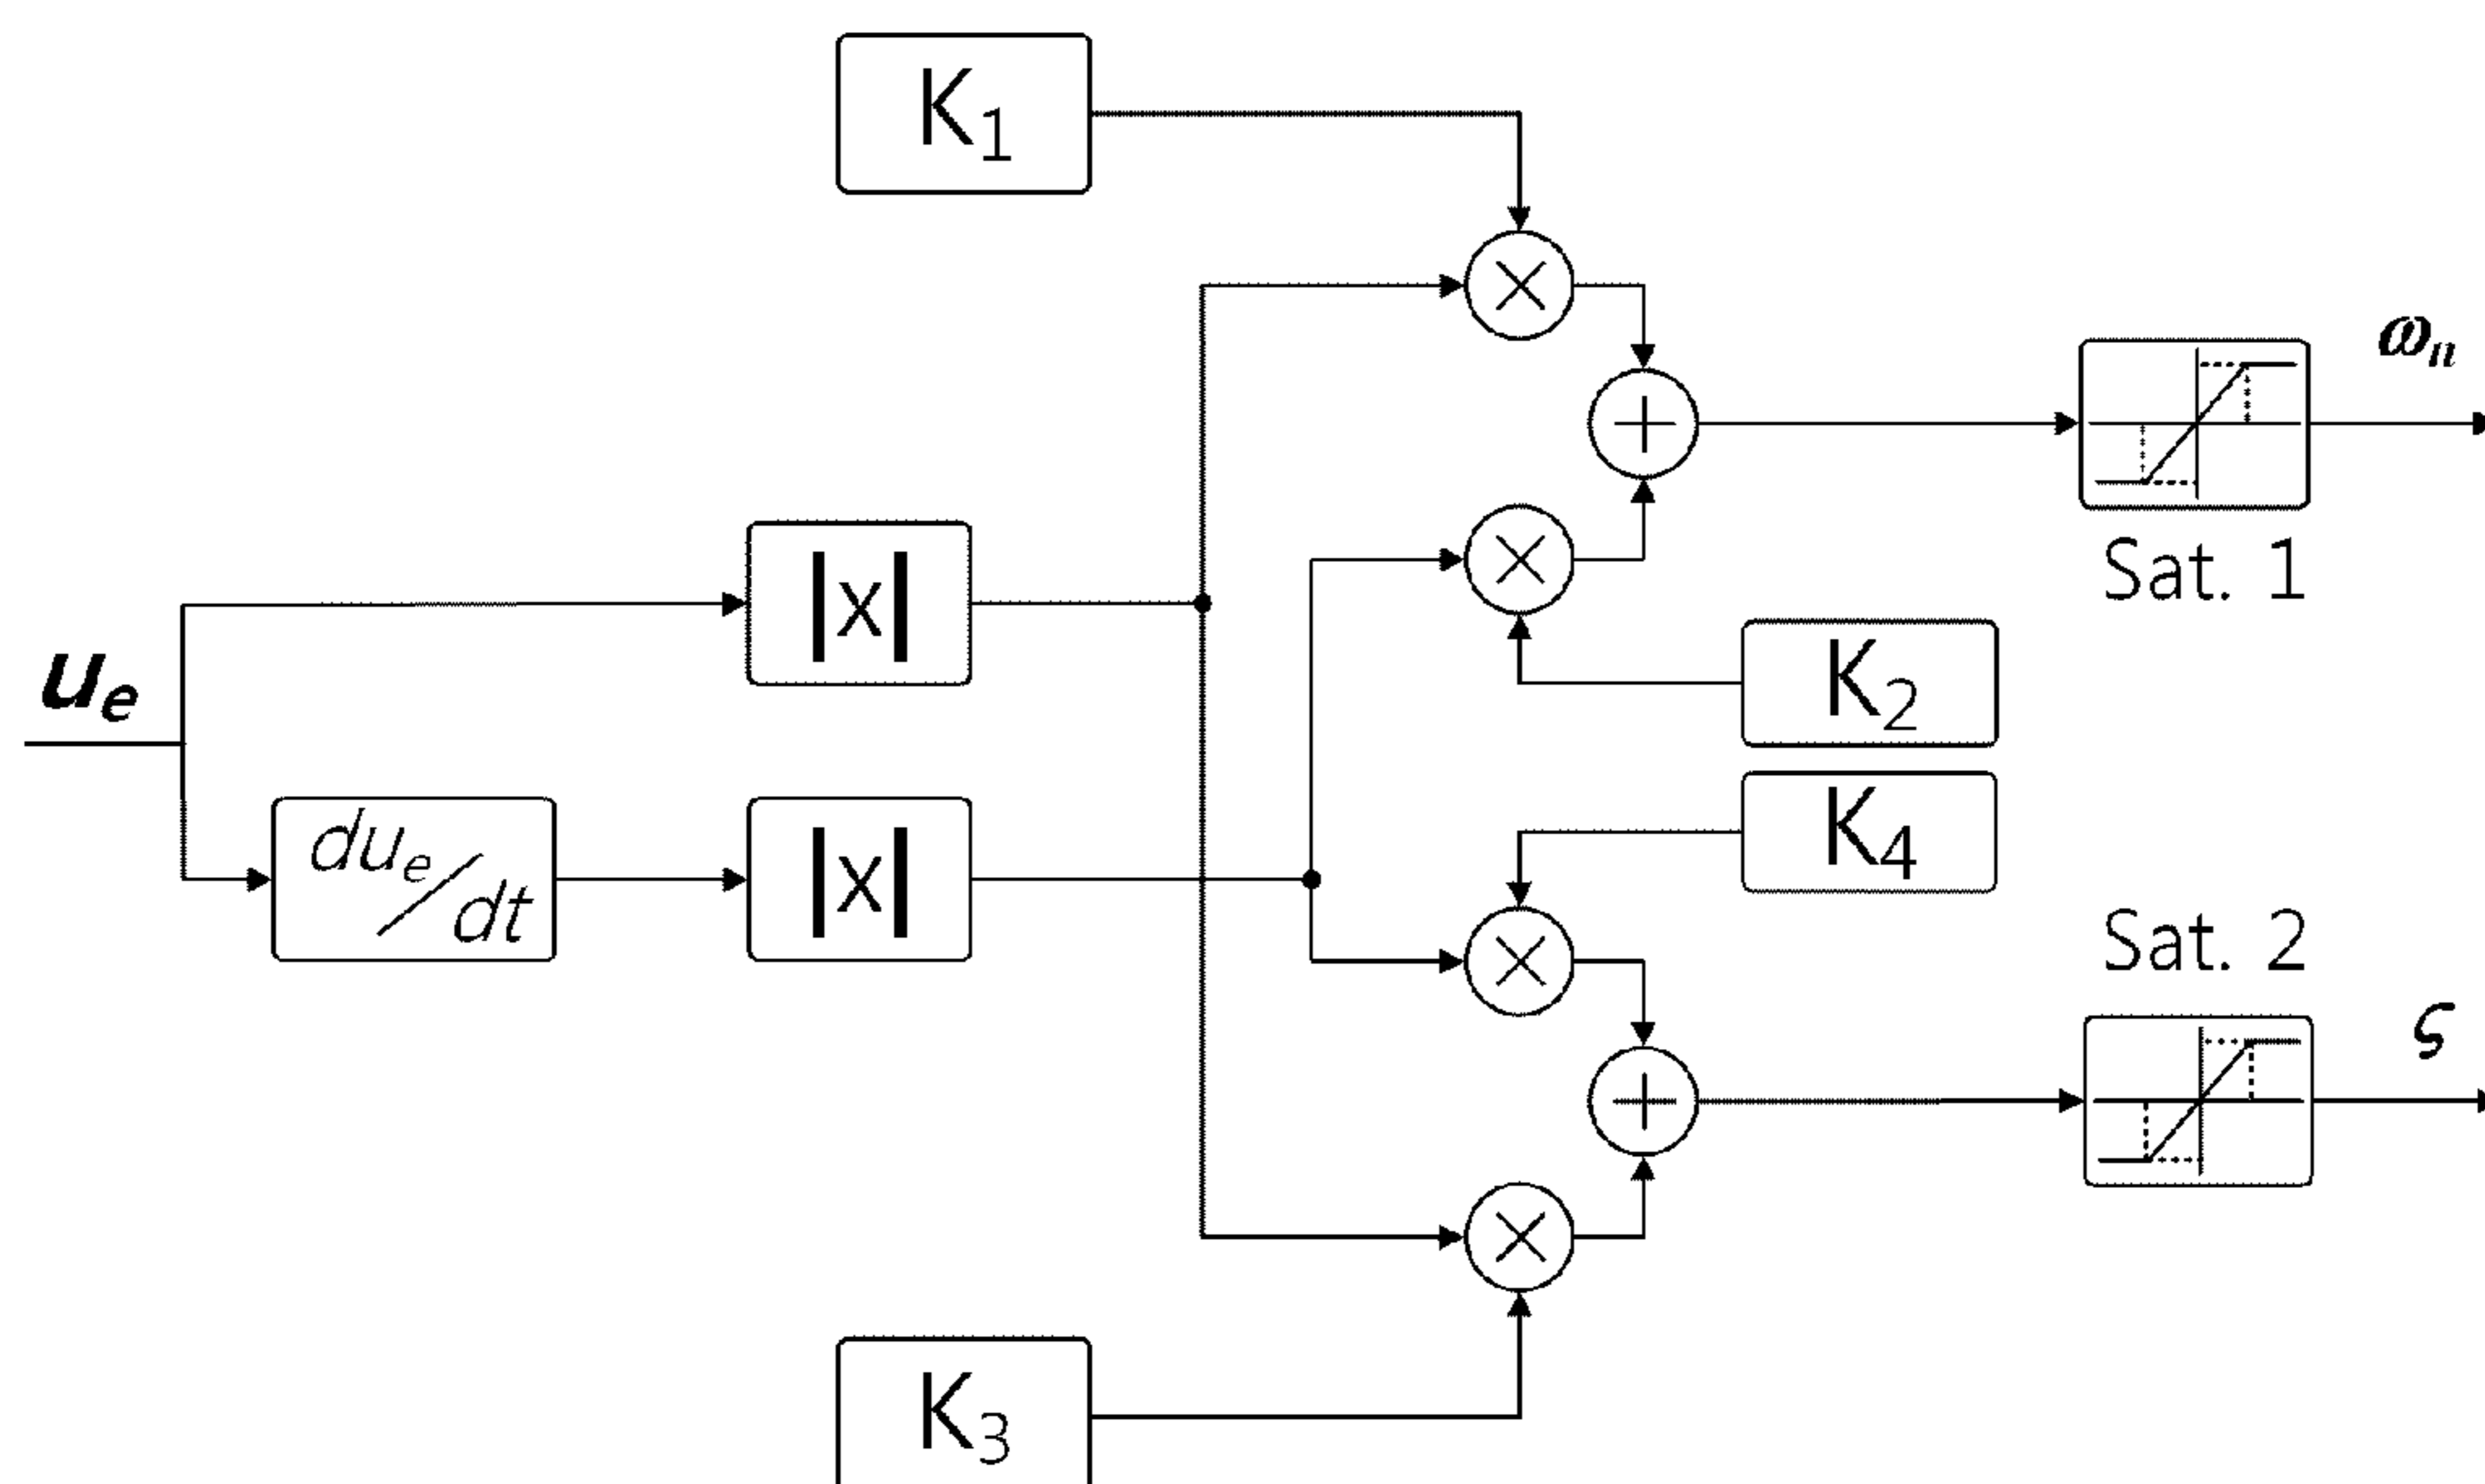 K₁
ωₙ
|x|
Sat. 1
uₑ
K₂
duₑ/dt
|x|
K₄
Sat. 2
ς
K₃